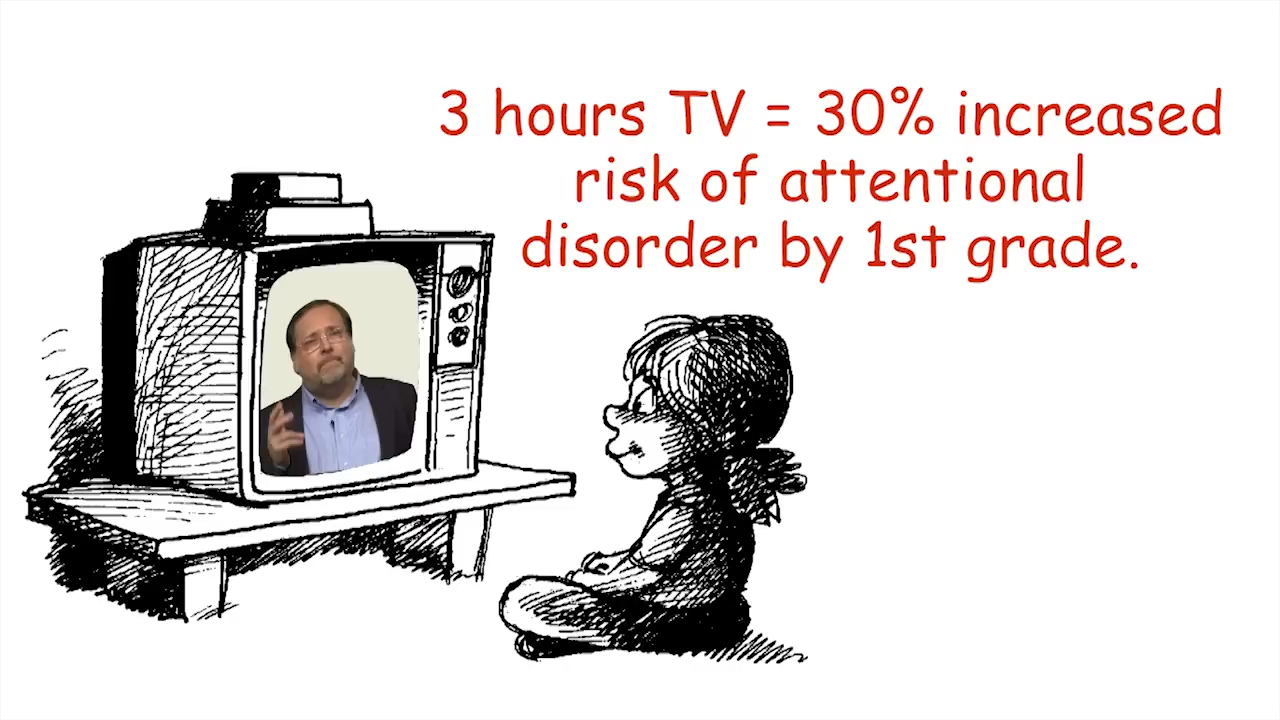 3 hours TV = 30% increased
risk of attentional
disorder by 1st grade.